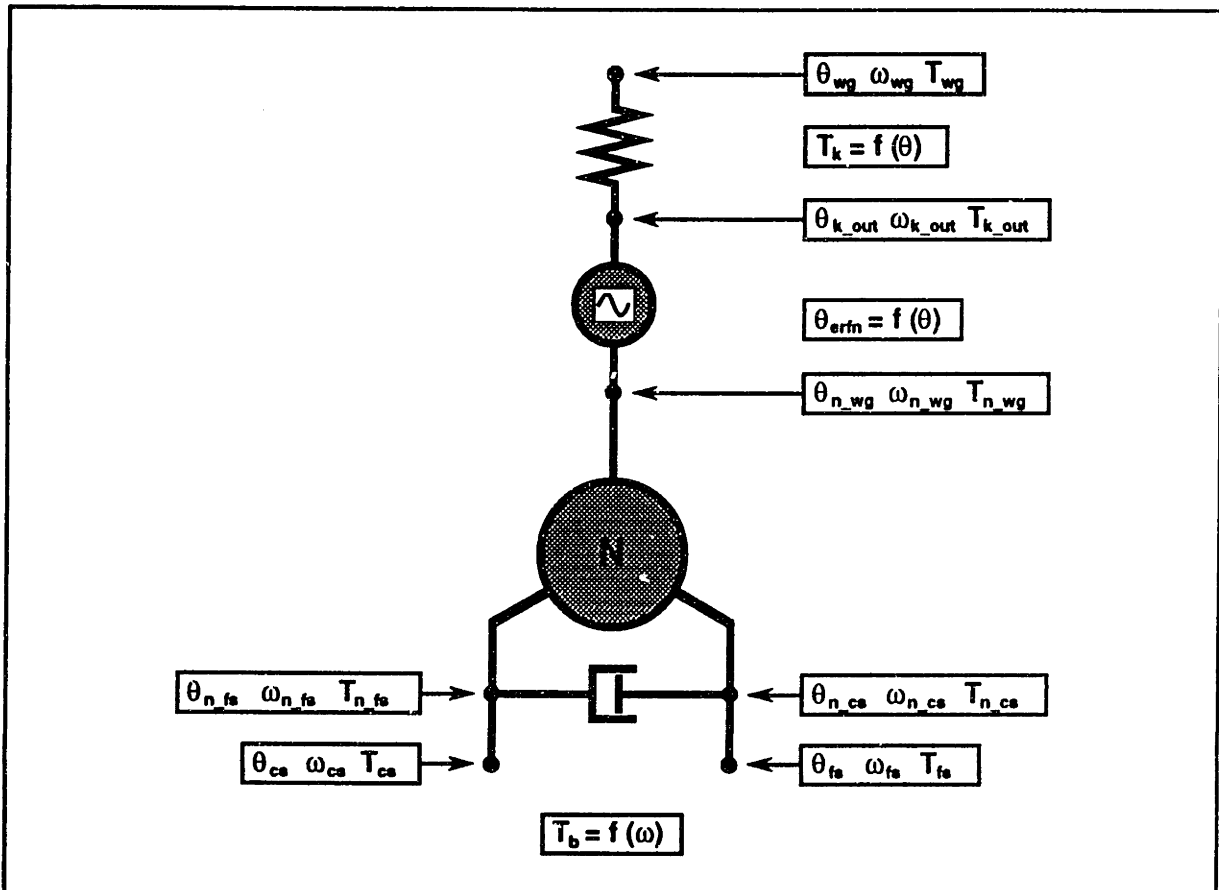 θwg ωwg Twg
Tk = f (θ)
θk_out ωk_out Tk_out
θerfn = f (θ)
θn_wg ωn_wg Tn_wg
N
θn_fs ωn_fs Tn_fs
θn_cs ωn_cs Tn_cs
θcs ωcs Tcs
θfs ωfs Tfs
Tb = f (ω)